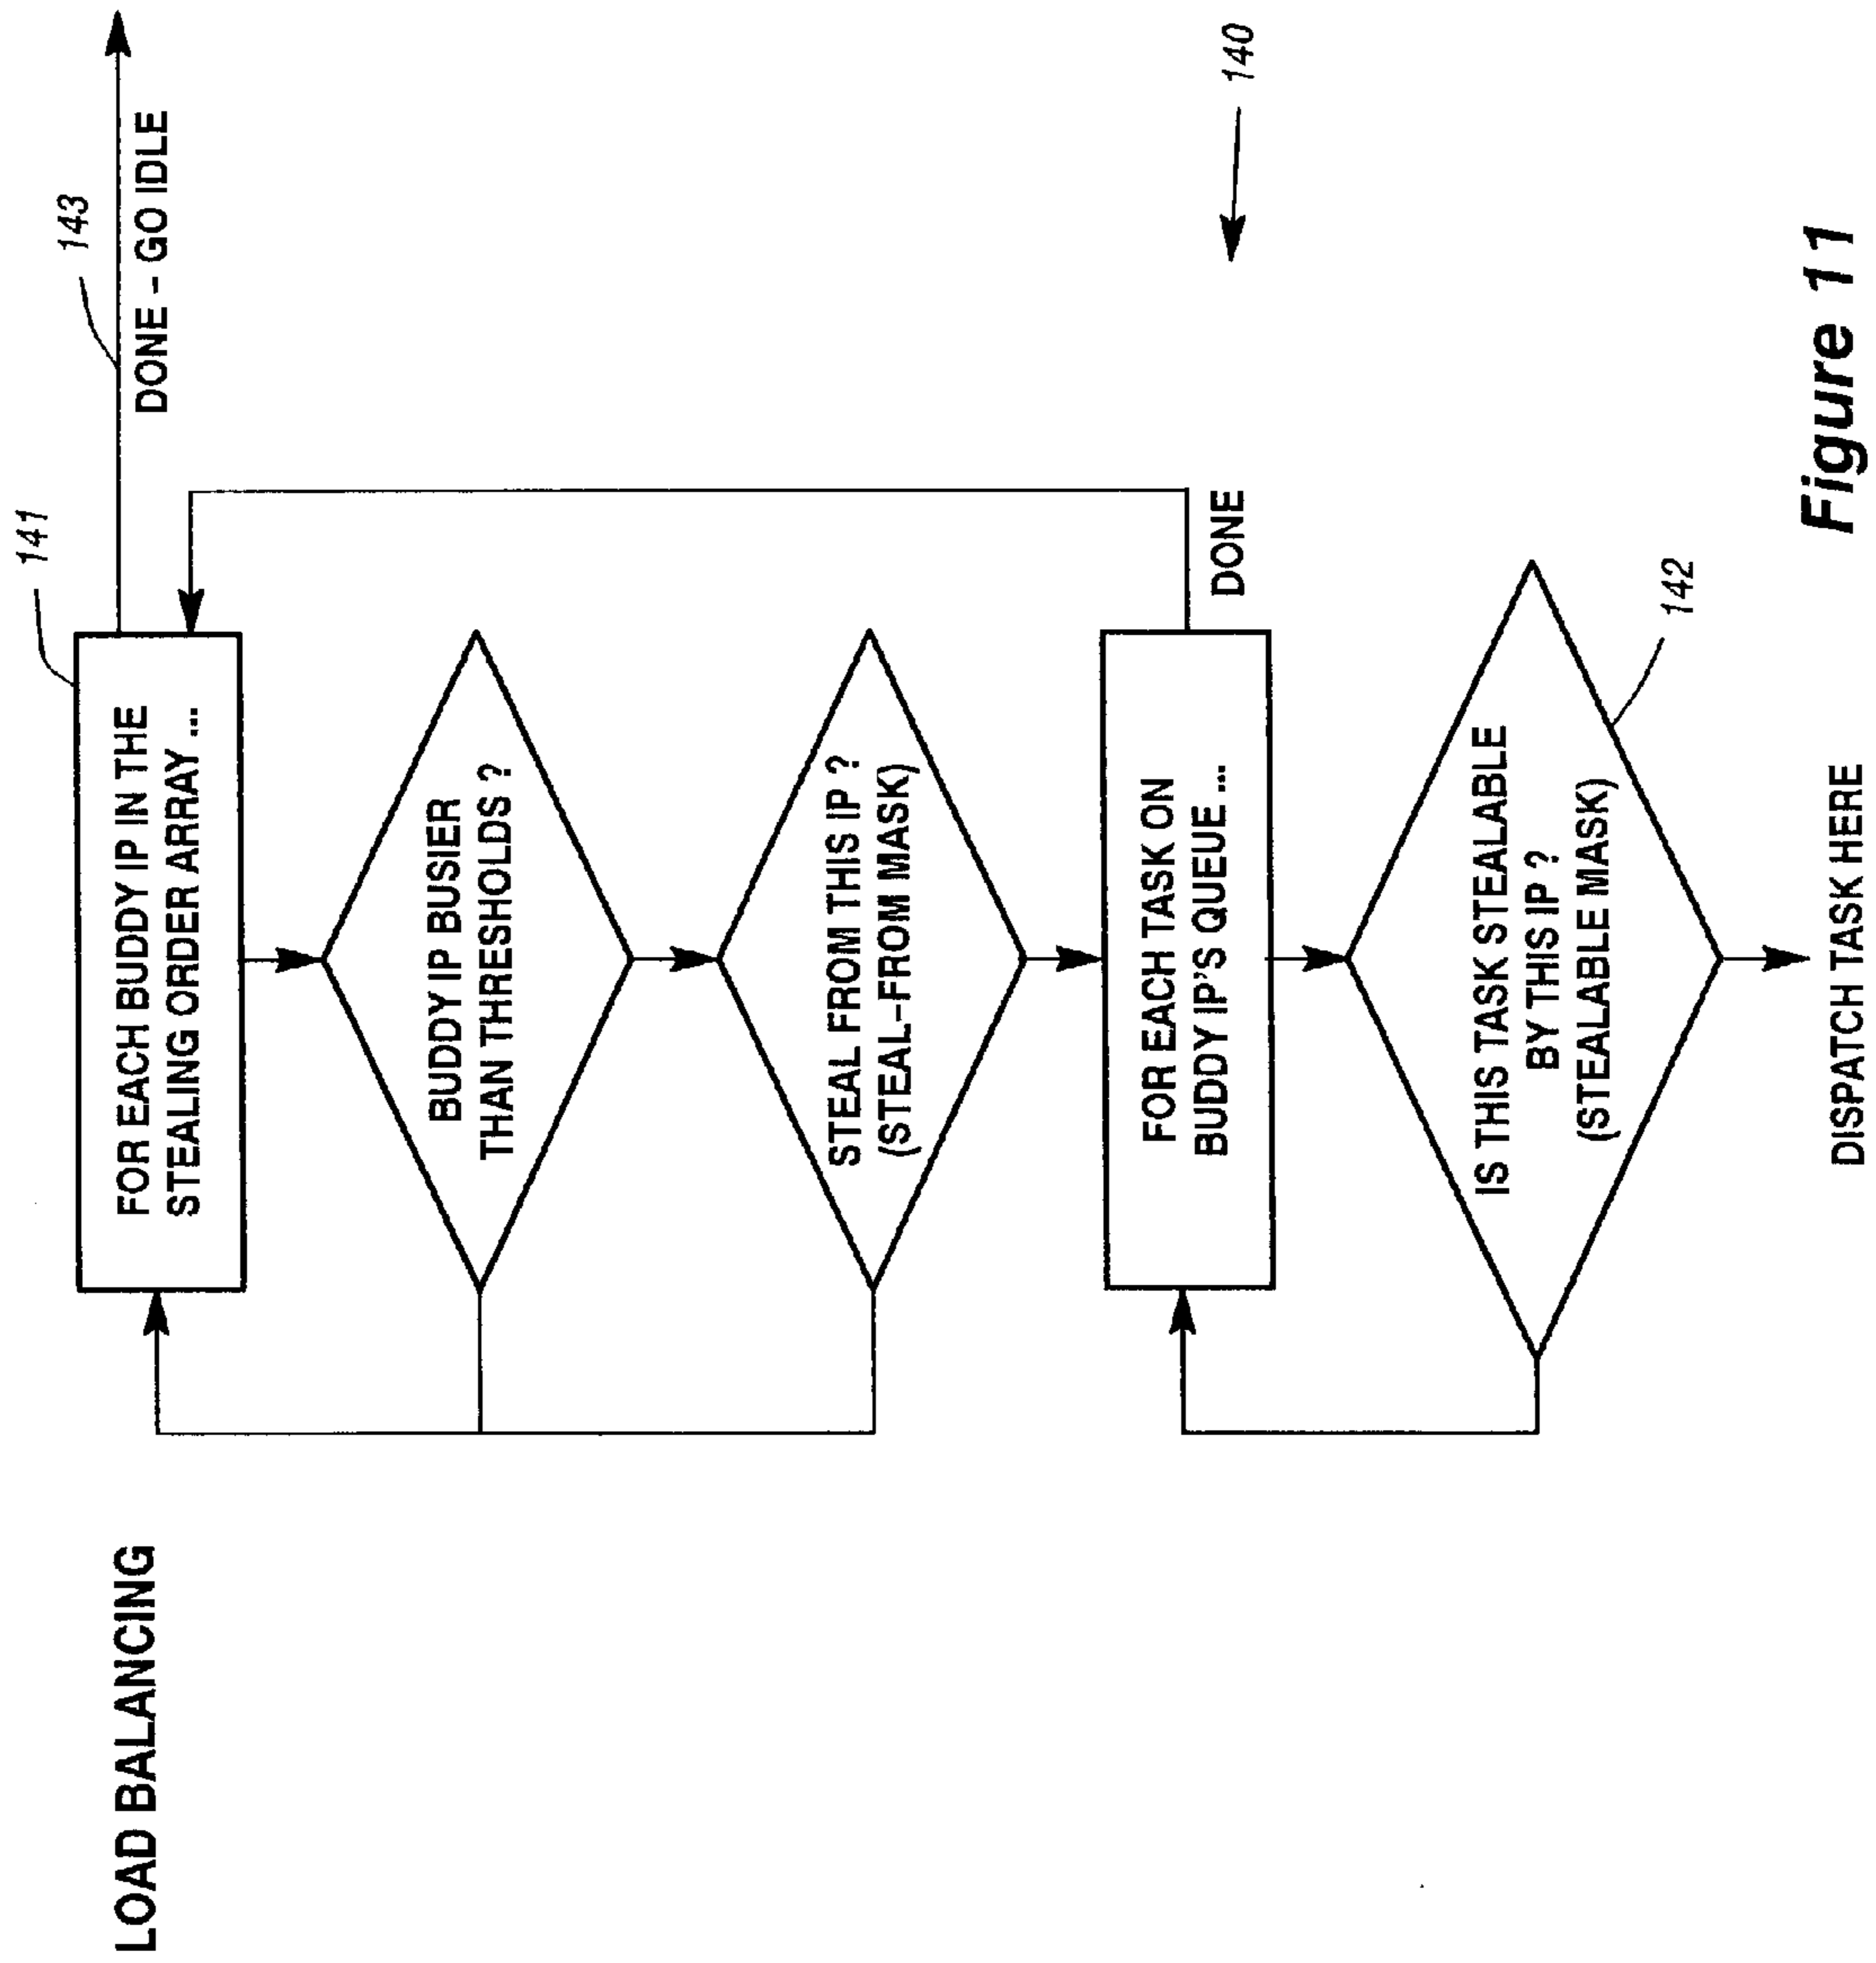 LOAD BALANCING
141
FOR EACH BUDDY IP IN THE
STEALING ORDER ARRAY ...
143
DONE – GO IDLE
BUDDY IP BUSIER
THAN THRESHOLDS ?
STEAL FROM THIS IP ?
(STEAL-FROM MASK)
FOR EACH TASK ON
BUDDY IP'S QUEUE ...
DONE
140
IS THIS TASK STEALABLE
BY THIS IP ?
(STEALABLE MASK)
142
DISPATCH TASK HERE
Figure 11